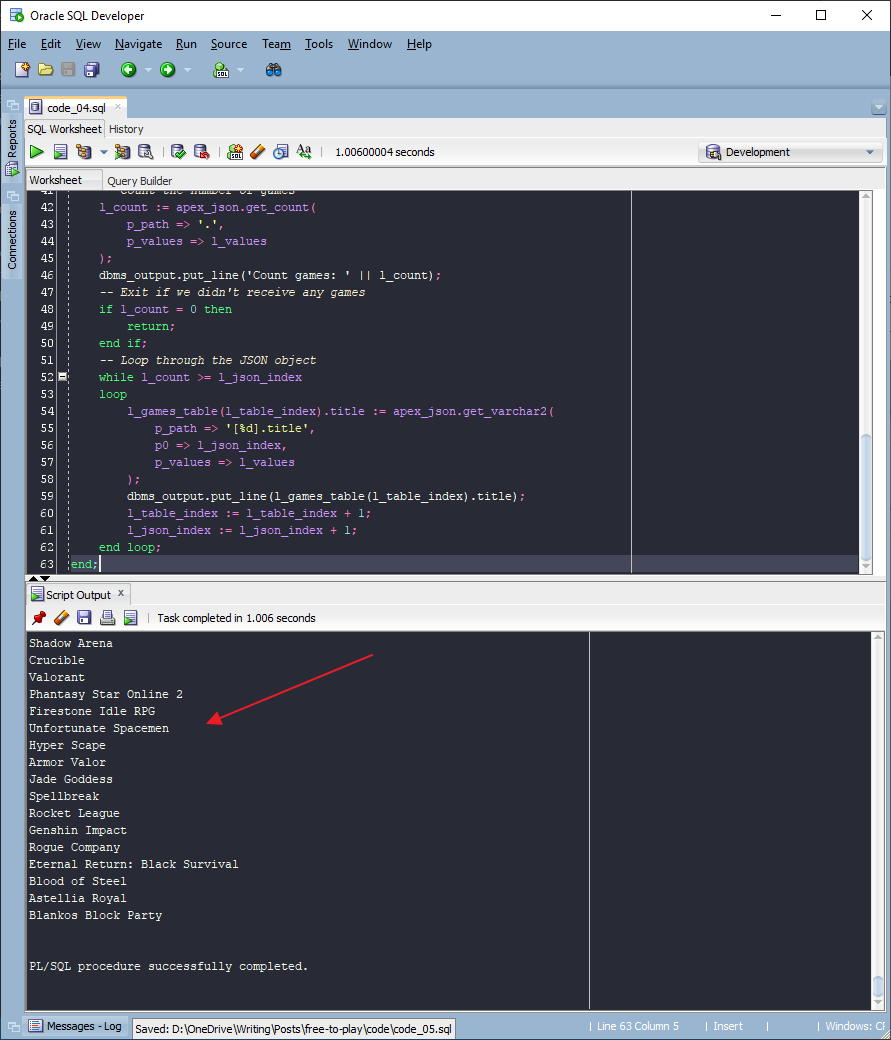 Oracle SQL Developer
File Edit View Navigate Run Source Team Tools Window Help
code_04.sql
SQL Worksheet History
1.00600004 seconds
Development
Worksheet Query Builder
Reports
Connections
41 Count the number of games
42 l_count := apex_json.get_count(
43 p_path => '.',
44 p_values => l_values
45 );
46 dbms_output.put_line('Count games: ' || l_count);
47 -- Exit if we didn't receive any games
48 if l_count = 0 then
49 return;
50 end if;
51 -- Loop through the JSON object
52 while l_count >= l_json_index
53 loop
54 l_games_table(l_table_index).title := apex_json.get_varchar2(
55 p_path => '[%d].title',
56 p0 => l_json_index,
57 p_values => l_values
58 );
59 dbms_output.put_line(l_games_table(l_table_index).title);
60 l_table_index := l_table_index + 1;
61 l_json_index := l_json_index + 1;
62 end loop;
63 end;
Script Output x
Task completed in 1.006 seconds
Shadow Arena
Crucible
Valorant
Phantasy Star Online 2
Firestone Idle RPG
Unfortunate Spacemen
Hyper Scape
Armor Valor
Jade Goddess
Spellbreak
Rocket League
Genshin Impact
Rogue Company
Eternal Return: Black Survival
Blood of Steel
Astellia Royal
Blankos Block Party
PL/SQL procedure successfully completed.
Messages - Log
Saved: D:\OneDrive\Writing\Posts\free-to-play\code\code_05.sql
Line 63 Column 5
Insert
Windows: CR